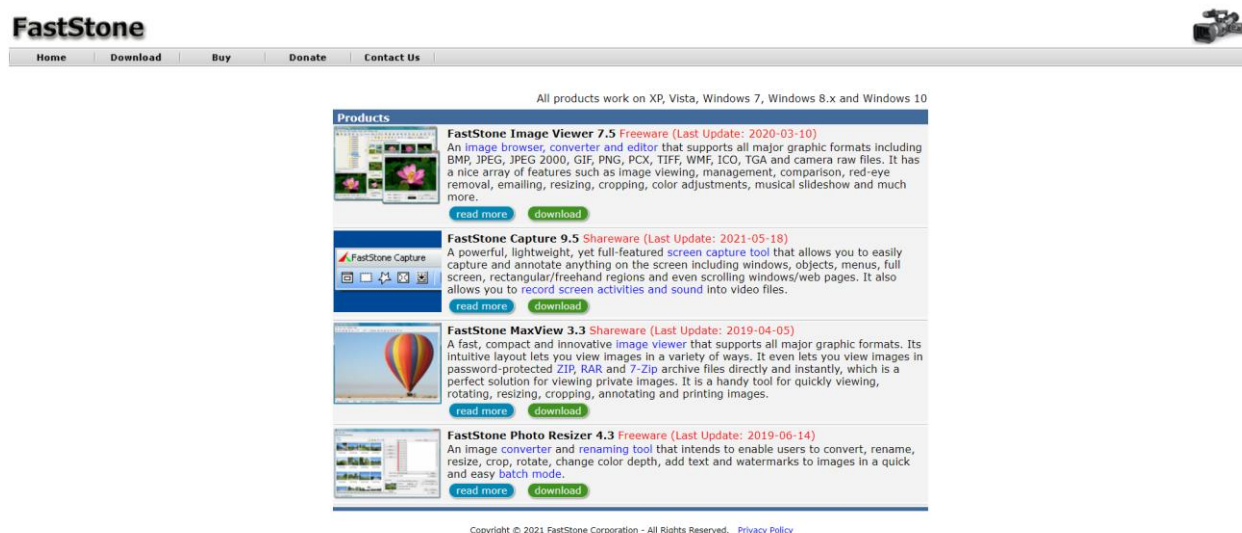 FastStone
Home Download Buy Donate Contact Us
All products work on XP, Vista, Windows 7, Windows 8.x and Windows 10
Products
FastStone Image Viewer 7.5 Freeware (Last Update: 2020-03-10)
An image browser, converter and editor that supports all major graphic formats including
BMP, JPEG, JPEG 2000, GIF, PNG, PCX, TIFF, WMF, ICO, TGA and camera raw files. It has
a nice array of features such as image viewing, management, comparison, red-eye
removal, emailing, resizing, cropping, color adjustments, musical slideshow and much
more.
read more download
FastStone Capture
FastStone Capture 9.5 Shareware (Last Update: 2021-05-18)
A powerful, lightweight, yet full-featured screen capture tool that allows you to easily
capture and annotate anything on the screen including windows, objects, menus, full
screen, rectangular/freehand regions and even scrolling windows/web pages. It also
allows you to record screen activities and sound into video files.
read more download
FastStone MaxView 3.3 Shareware (Last Update: 2019-04-05)
A fast, compact and innovative image viewer that supports all major graphic formats. Its
intuitive layout lets you view images in a variety of ways. It even lets you view images in
password-protected ZIP, RAR and 7-Zip archive files directly and instantly, which is a
perfect solution for viewing private images. It is a handy tool for quickly viewing,
rotating, resizing, cropping, annotating and printing images.
read more download
FastStone Photo Resizer 4.3 Freeware (Last Update: 2019-06-14)
An image converter and renaming tool that intends to enable users to convert, rename,
resize, crop, rotate, change color depth, add text and watermarks to images in a quick
and easy batch mode.
read more download
Copyright © 2021 FastStone Corporation - All Rights Reserved. Privacy Policy